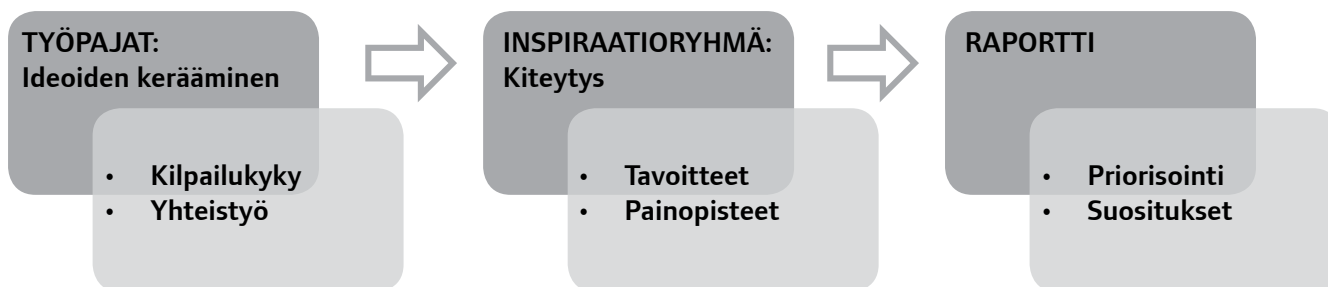 TYÖPAJAT:
Ideoiden kerääminen
• Kilpailukyky
• Yhteistyö
INSPIRAATIORYHMÄ:
Kiteytys
• Tavoitteet
• Painopisteet
RAPORTTI
• Priorisointi
• Suositukset